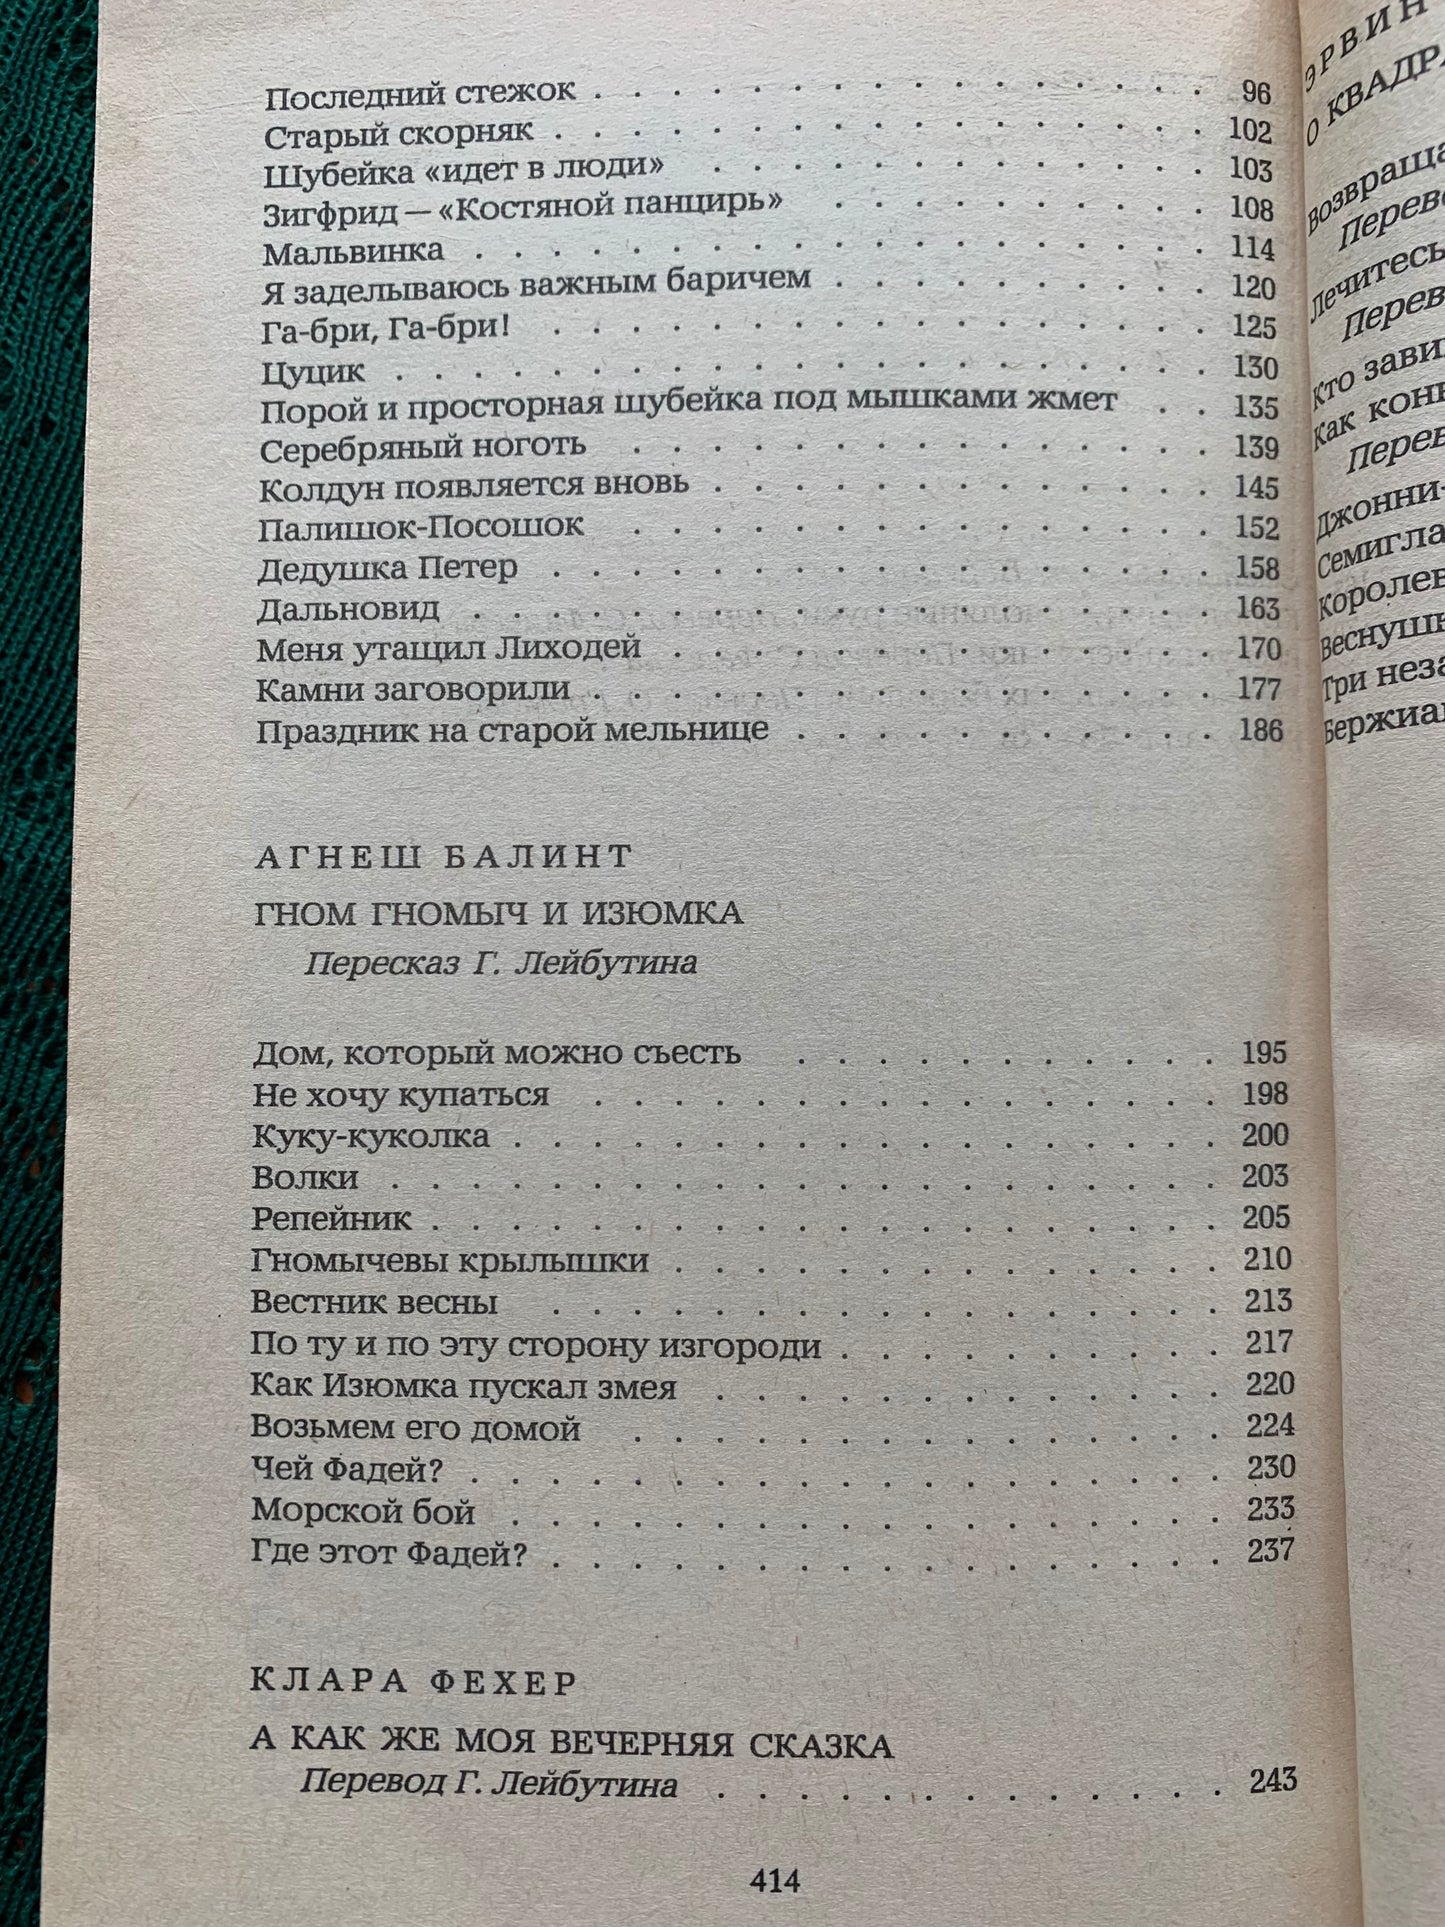 Последний стежок . . . . . . . . . . . . . . . . 96
Старый скорняк . . . . . . . . . . . . . . . . . 102
Шубейка «идет в люди» . . . . . . . . . . . . . 103
Зигфрид — «Костяной панцирь» . . . . . . . . . . 108
Мальвинка . . . . . . . . . . . . . . . . . . . 114
Я заделываюсь важным баричем . . . . . . . . . . 120
Га-бри, Га-бри! . . . . . . . . . . . . . . . . . 125
Цуцик . . . . . . . . . . . . . . . . . . . . . 130
Порой и просторная шубейка под мышками жмет . . 135
Серебряный ноготь . . . . . . . . . . . . . . . 139
Колдун появляется вновь . . . . . . . . . . . . . 145
Палишок-Посошок . . . . . . . . . . . . . . . 152
Дедушка Петер . . . . . . . . . . . . . . . . . 158
Дальновид . . . . . . . . . . . . . . . . . . . 163
Меня утащил Лиходей . . . . . . . . . . . . . . 170
Камни заговорили . . . . . . . . . . . . . . . . 177
Праздник на старой мельнице . . . . . . . . . . . 186
АГНЕШ БАЛИНТ
ГНОМ ГНОМЫЧ И ИЗЮМКА
Пересказ Г. Лейбутина
Дом, который можно съесть . . . . . . . . . . . 195
Не хочу купаться . . . . . . . . . . . . . . . . 198
Куку-куколка . . . . . . . . . . . . . . . . . . 200
Волки . . . . . . . . . . . . . . . . . . . . . 203
Репейник . . . . . . . . . . . . . . . . . . . . 205
Гномычевы крылышки . . . . . . . . . . . . . . 210
Вестник весны . . . . . . . . . . . . . . . . . 213
По ту и по эту сторону изгороди . . . . . . . . . . 217
Как Изюмка пускал змея . . . . . . . . . . . . . 220
Возьмем его домой . . . . . . . . . . . . . . . 224
Чей Фадей? . . . . . . . . . . . . . . . . . . . 230
Морской бой . . . . . . . . . . . . . . . . . . 233
Где этот Фадей? . . . . . . . . . . . . . . . . . 237
КЛАРА ФЕХЕР
А КАК ЖЕ МОЯ ВЕЧЕРНЯЯ СКАЗКА
Перевод Г. Лейбутина . . . . . . . . . . . . . 243
414
ЭРВИН
О
Лечитесь
Кто
Как
Три